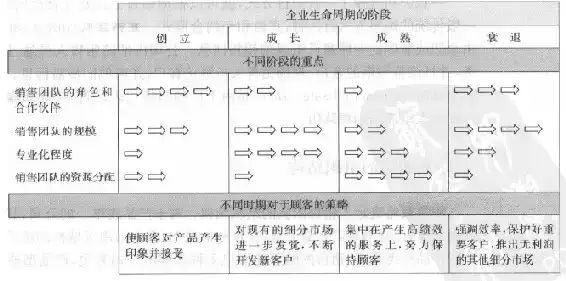 企业生命周期的阶段
创立 成长 成熟 衰退
不同阶段的重点
销售团队的角色和
合作伙伴
销售团队的规模
专业化程度
销售团队的资源分配
不同时期对于顾客的策略
使顾客对产品产生
印象并接受
对现有的细分市场
进一步发觉，不断
开发新客户
集中在产生高绩效
的服务上，努力保
持顾客
强调效率，保护好重
要客户，推出无利润
的其他细分市场